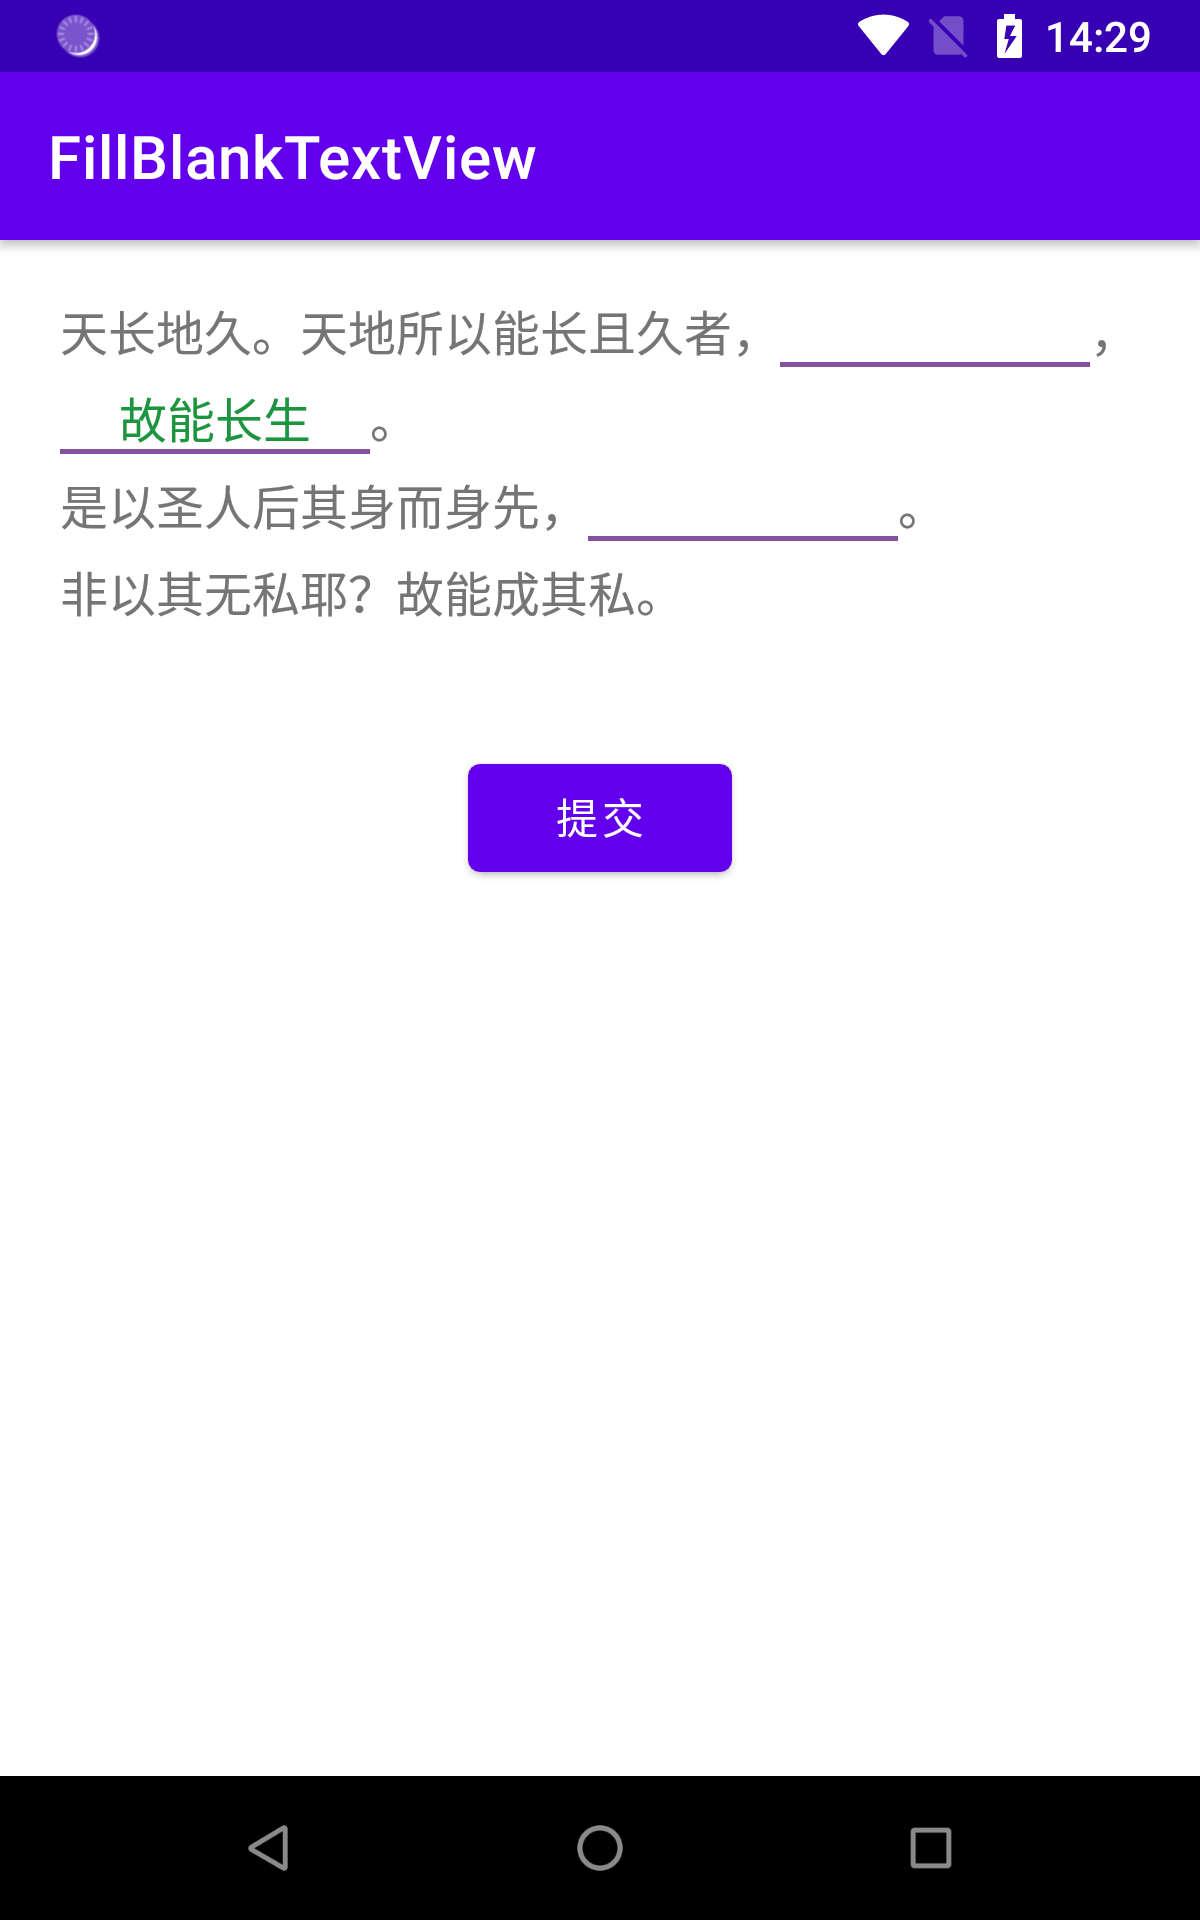 14:29
FillBlankTextView
天长地久。天地所以能长且久者，，
故能长生。
是以圣人后其身而身先，。
非以其无私耶？故能成其私。
提交